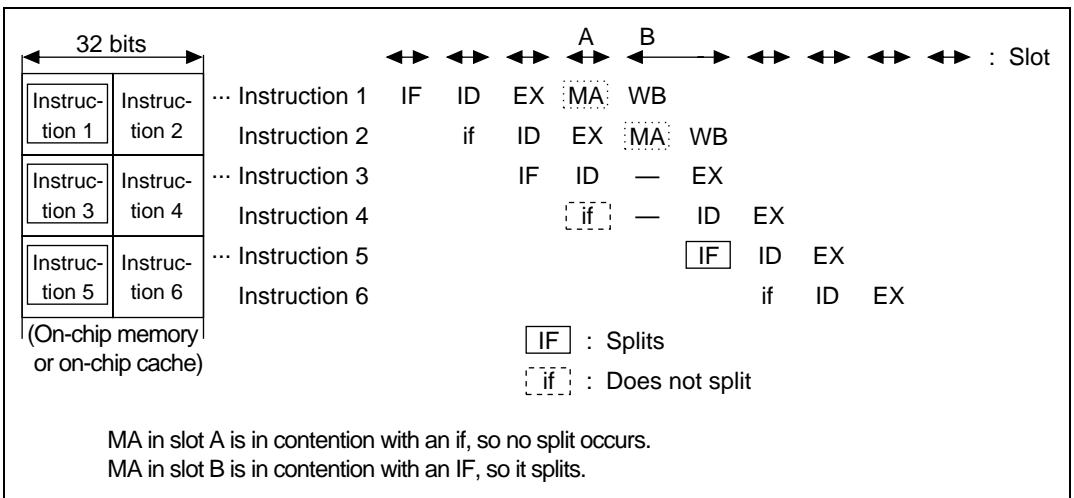 32 bits
A B
: Slot
Instruc-tion 1 Instruc-tion 2
··· Instruction 1 IF ID EX MA WB
Instruction 2 if ID EX MA WB
Instruc-tion 3 Instruc-tion 4
··· Instruction 3 IF ID — EX
Instruction 4 if — ID EX
Instruc-tion 5 Instruc-tion 6
··· Instruction 5 IF ID EX
Instruction 6 if ID EX
(On-chip memory
or on-chip cache)
IF : Splits
if : Does not split
MA in slot A is in contention with an if, so no split occurs.
MA in slot B is in contention with an IF, so it splits.